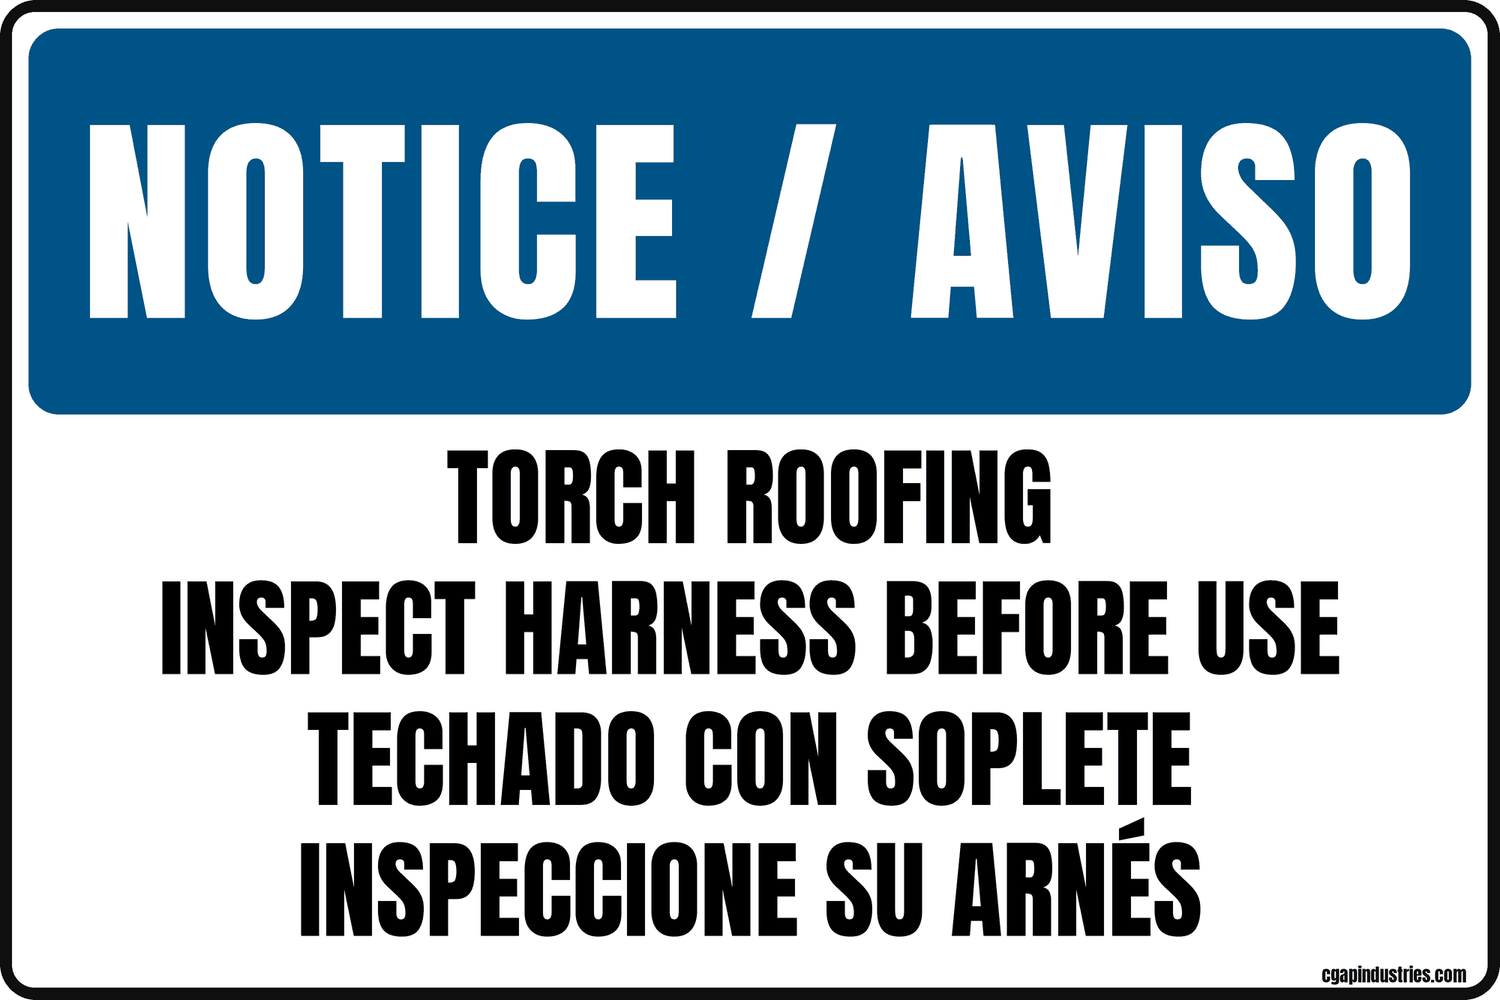 NOTICE / AVISO
TORCH ROOFING
INSPECT HARNESS BEFORE USE
TECHADO CON SOPLETE
INSPECCIONE SU ARNÉS
cgapindustries.com